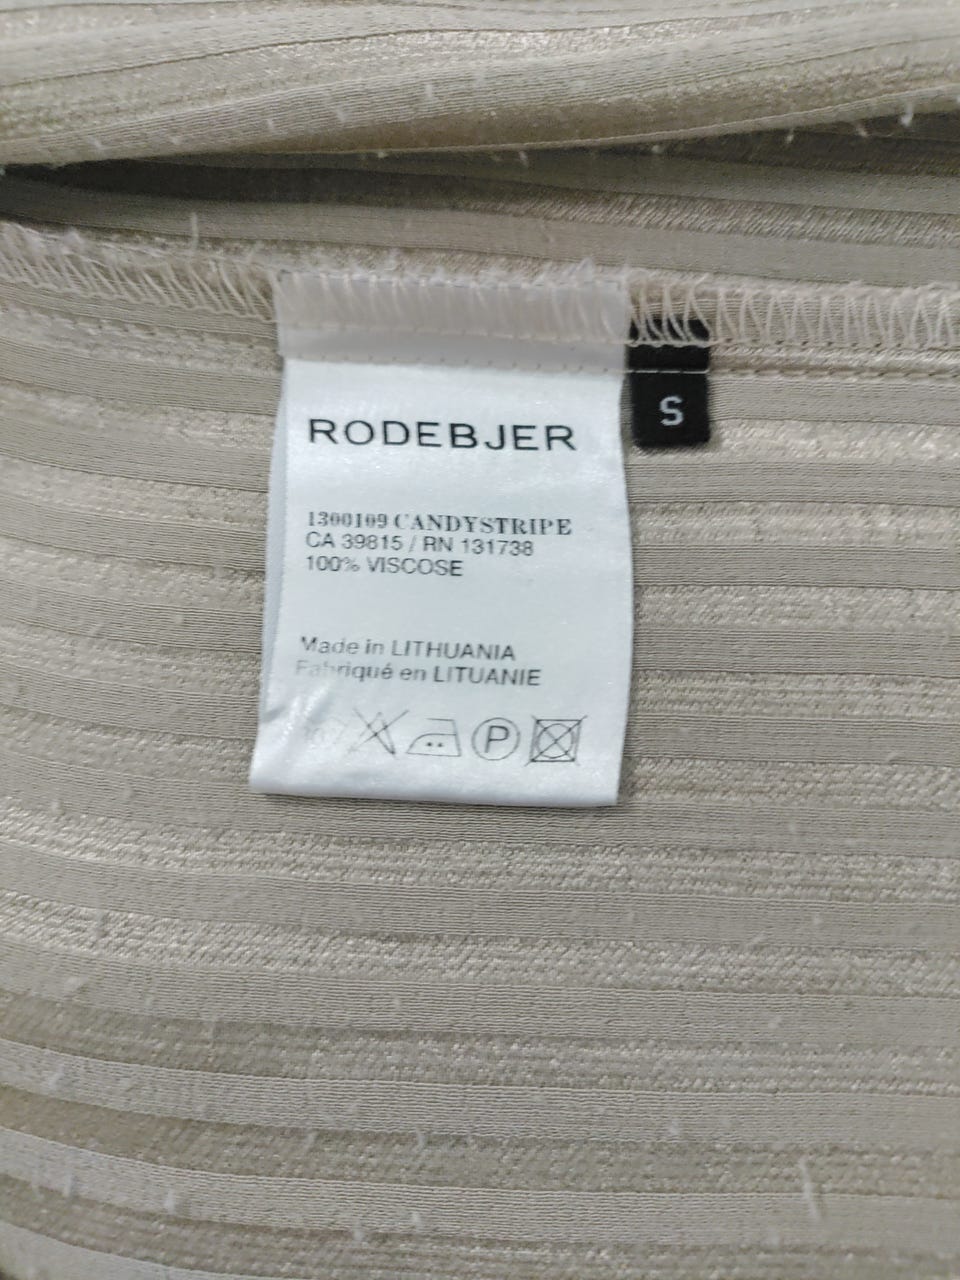 RODEBJER
S
1300109 CANDYSTRIPE
CA 39815 / RN 131738
100% VISCOSE
Made in LITHUANIA
Fabriqué en LITUANIE
P